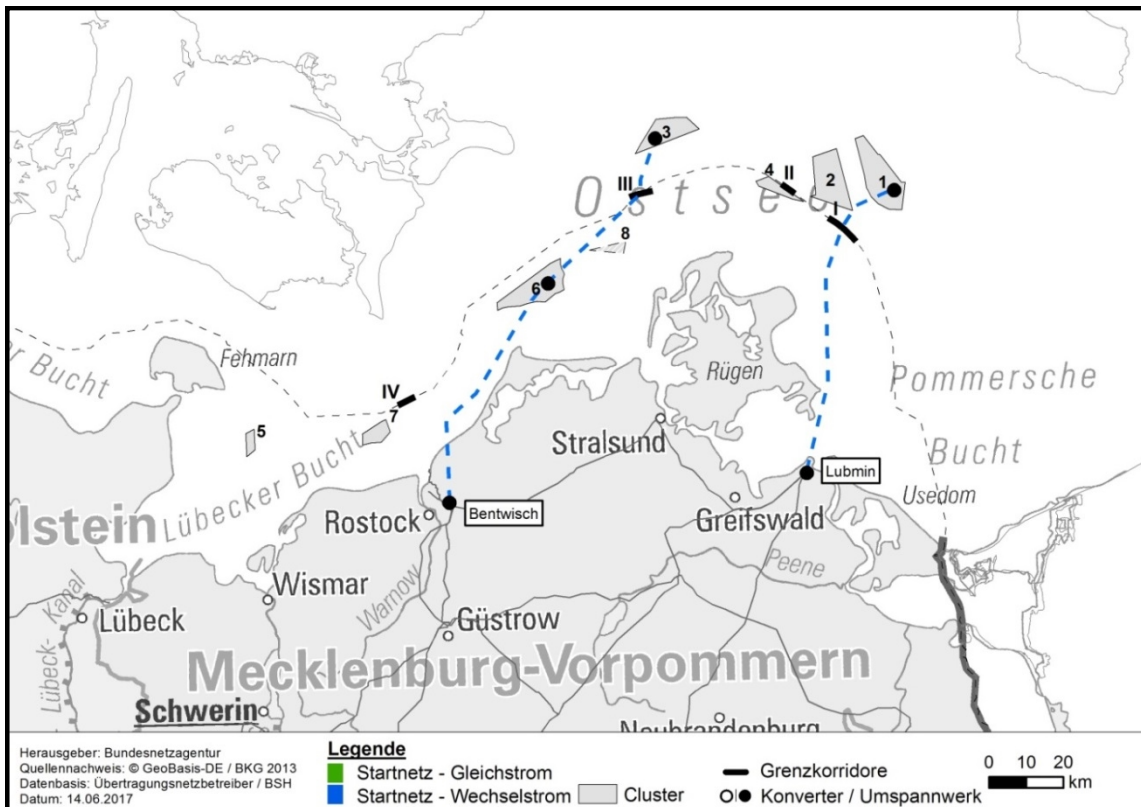 3
4
II
2
1
III
Ostsee
I
8
6
Fehmarn
Rügen
er Bucht
IV
Pommersche
7
5
Stralsund
Bucht
Lübecker Bucht
Lubmin
Usedom
Bentwisch
Rostock
Greifswald
olstein
Peene
Wismar
Warnow
Kanal
Lübeck
Güstrow
Lübeck-
Mecklenburg-Vorpommern
Schwerin
Neubrandenburg
Herausgeber: Bundesnetzagentur
Quellennachweis: © GeoBasis-DE / BKG 2013
Datenbasis: Übertragungsnetzbetreiber / BSH
Datum: 14.06.2017
Legende
Startnetz - Gleichstrom
Startnetz - Wechselstrom
Cluster
Grenzkorridore
Konverter / Umspannwerk
0 10 20
km